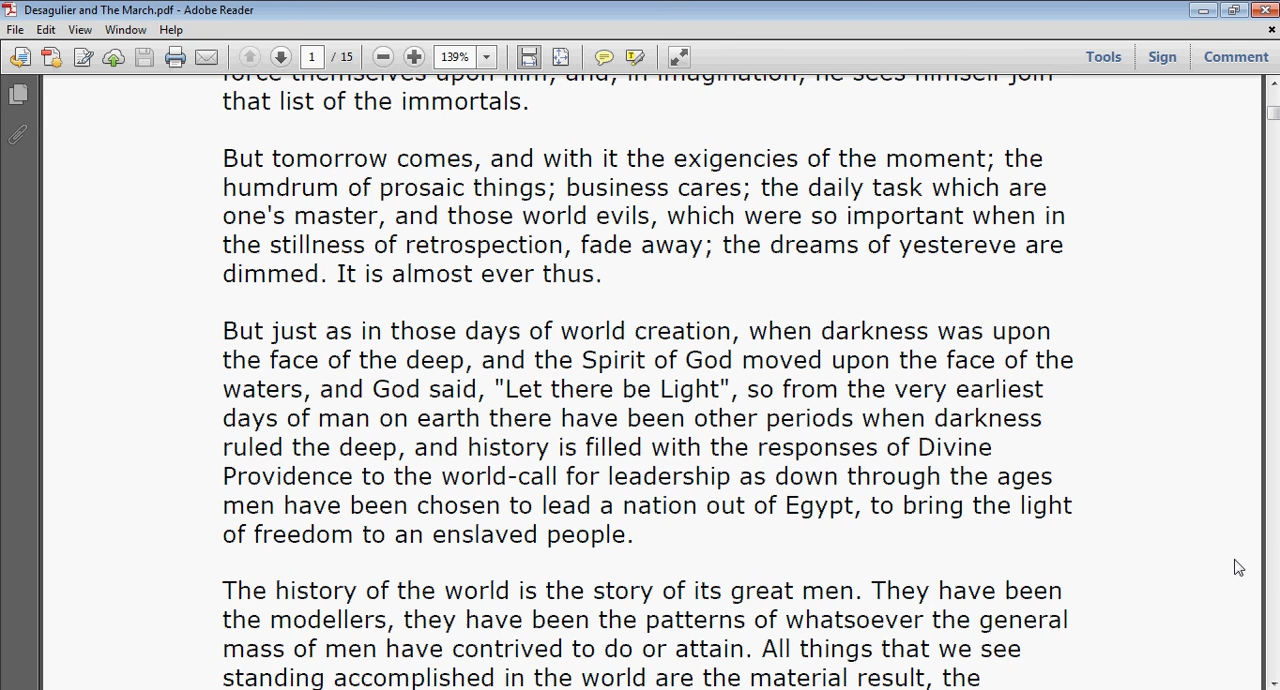 Desagulier and The March.pdf - Adobe Reader
File Edit View Window Help
1 / 15 139% Tools Sign Comment
force themselves upon him, and, in imagination, he sees himself join
that list of the immortals.
But tomorrow comes, and with it the exigencies of the moment; the
humdrum of prosaic things; business cares; the daily task which are
one's master, and those world evils, which were so important when in
the stillness of retrospection, fade away; the dreams of yestereve are
dimmed. It is almost ever thus.
But just as in those days of world creation, when darkness was upon
the face of the deep, and the Spirit of God moved upon the face of the
waters, and God said, "Let there be Light", so from the very earliest
days of man on earth there have been other periods when darkness
ruled the deep, and history is filled with the responses of Divine
Providence to the world-call for leadership as down through the ages
men have been chosen to lead a nation out of Egypt, to bring the light
of freedom to an enslaved people.
The history of the world is the story of its great men. They have been
the modellers, they have been the patterns of whatsoever the general
mass of men have contrived to do or attain. All things that we see
standing accomplished in the world are the material result, the